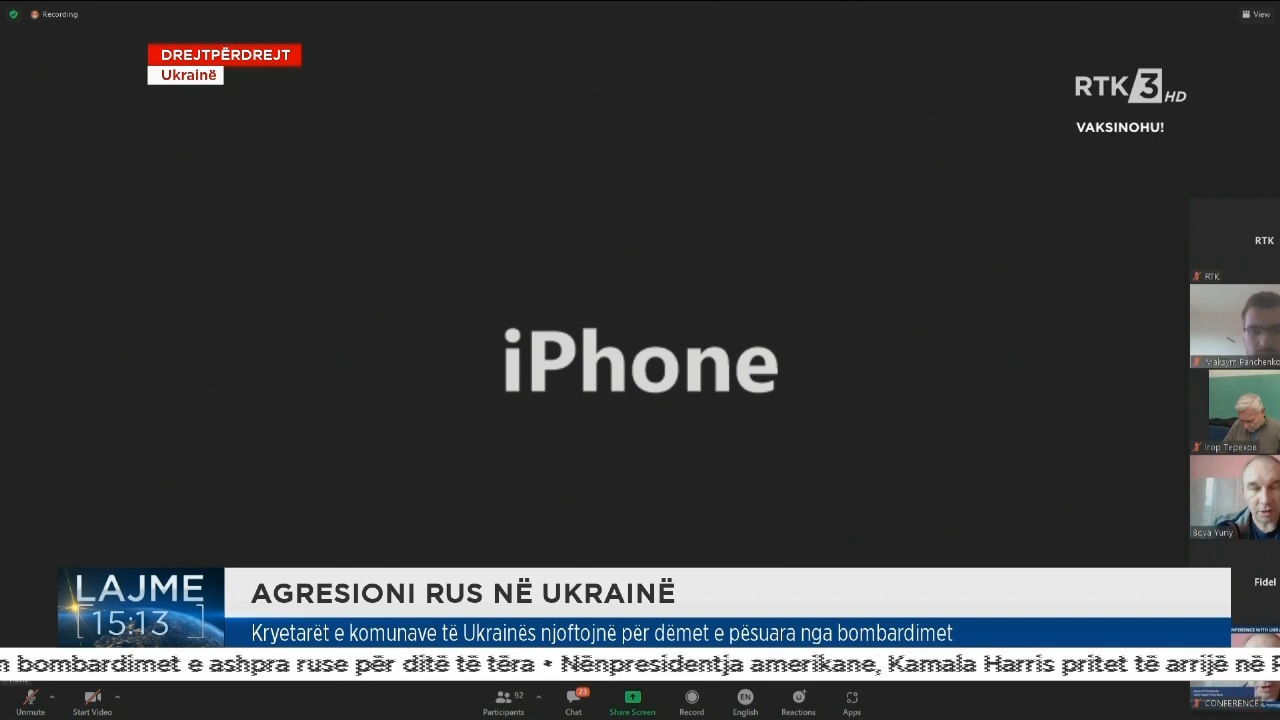 Recording
View
DREJTPËRDREJT
Ukrainë
RTK 3 HD
VAKSINOHU!
RTK
RTK
Maksym Panchenko
Ігор Терехов
iPhone
Bova Yuriy
Fidel
LAJME
15:13
AGRESIONI RUS NË UKRAINË
Kryetarët e komunave të Ukrainës njoftojnë për dëmet e pësuara nga bombardimet
bombardimet e ashpra ruse për ditë të tëra • Nënpresidentja amerikane, Kamala Harris pritet të arrijë në
Unmute
Start Video
92
Participants
23
Chat
Share Screen
Record
EN
English
Reactions
Apps
CONFERENCE